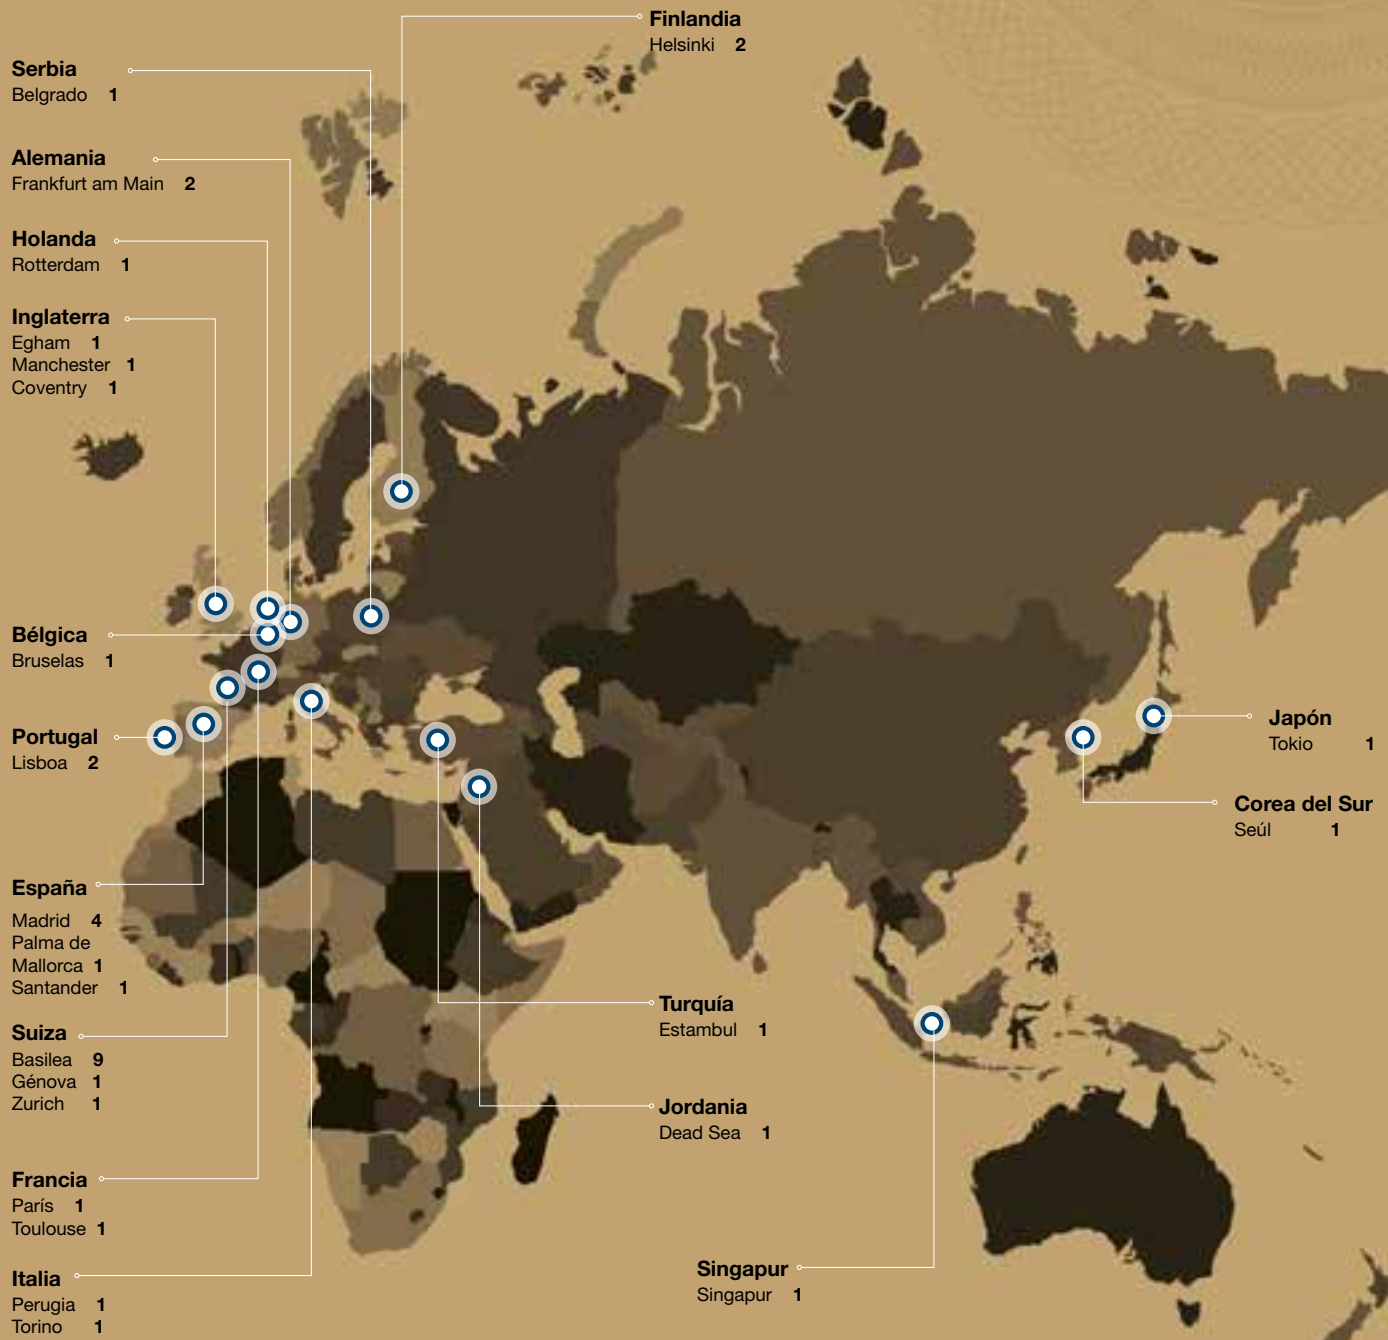 Finlandia
Helsinki 2
Serbia
Belgrado 1
Alemania
Frankfurt am Main 2
Holanda
Rotterdam 1
Inglaterra
Egham 1
Manchester 1
Coventry 1
Bélgica
Bruselas 1
Portugal
Lisboa 2
España
Madrid 4
Palma de
Mallorca 1
Santander 1
Suiza
Basilea 9
Génova 1
Zurich 1
Francia
París 1
Toulouse 1
Italia
Perugia 1
Torino 1
Turquía
Estambul 1
Jordania
Dead Sea 1
Singapur
Singapur 1
Japón
Tokio 1
Corea del Sur
Seúl 1